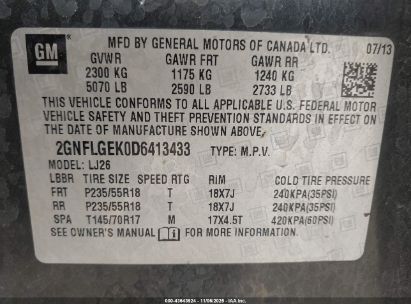 GM
MFD BY GENERAL MOTORS OF CANADA LTD. 07/13
GVWR GAWR FRT GAWR RR
2300 KG 1175 KG 1240 KG
5070 LB 2590 LB 2733 LB
THIS VEHICLE CONFORMS TO ALL APPLICABLE U.S. FEDERAL MOTOR
VEHICLE SAFETY AND THEFT PREVENTION STANDARDS IN EFFECT ON
THE DATE OF MANUFACTURE SHOWN ABOVE.
2GNFLGEK0D6413433 TYPE: M.P.V.
MODEL: LJ26
LBBR TIRE SIZE SPEED RTG RIM COLD TIRE PRESSURE
FRT P235/55R18 T 18X7J 240KPA(35PSI)
RR P235/55R18 T 18X7J 240KPA(35PSI)
SPA T145/70R17 M 17X4.5T 420KPA(60PSI)
SEE OWNER'S MANUAL FOR MORE INFORMATION.